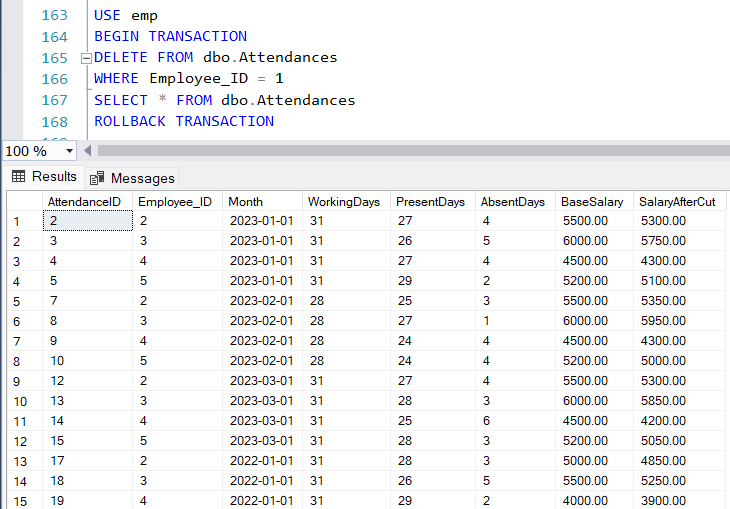 163 USE emp
164 BEGIN TRANSACTION
165 DELETE FROM dbo.Attendances
166 WHERE Employee_ID = 1
167 SELECT * FROM dbo.Attendances
168 ROLLBACK TRANSACTION
100 %
Results Messages
AttendanceID Employee_ID Month WorkingDays PresentDays AbsentDays BaseSalary SalaryAfterCut
1 2 2 2023-01-01 31 27 4 5500.00 5300.00
2 3 3 2023-01-01 31 26 5 6000.00 5750.00
3 4 4 2023-01-01 31 27 4 4500.00 4300.00
4 5 5 2023-01-01 31 29 2 5200.00 5100.00
5 7 2 2023-02-01 28 25 3 5500.00 5350.00
6 8 3 2023-02-01 28 27 1 6000.00 5950.00
7 9 4 2023-02-01 28 24 4 4500.00 4300.00
8 10 5 2023-02-01 28 24 4 5200.00 5000.00
9 12 2 2023-03-01 31 27 4 5500.00 5300.00
10 13 3 2023-03-01 31 28 3 6000.00 5850.00
11 14 4 2023-03-01 31 25 6 4500.00 4200.00
12 15 5 2023-03-01 31 28 3 5200.00 5050.00
13 17 2 2022-01-01 31 28 3 5000.00 4850.00
14 18 3 2022-01-01 31 26 5 5500.00 5250.00
15 19 4 2022-01-01 31 29 2 4000.00 3900.00